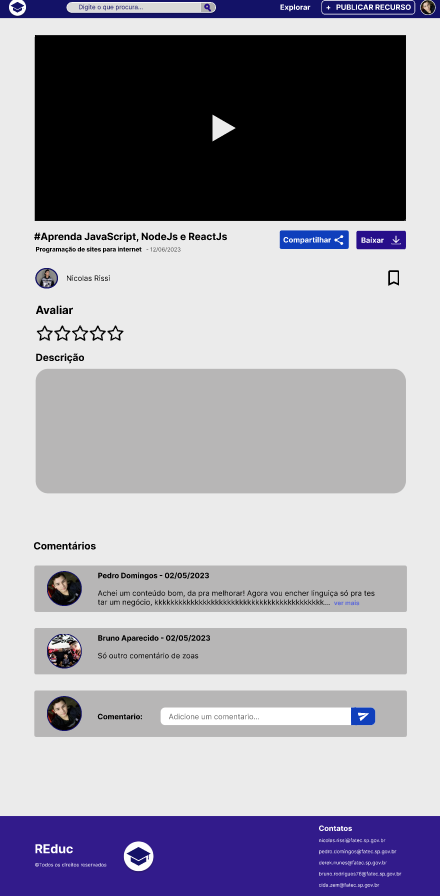 Digite o que procura...
Explorar
+ PUBLICAR RECURSO
#Aprenda JavaScript, NodeJs e ReactJs
Programação de sites para internet - 12/06/2023
Compartilhar
Baixar
Nicolas Rissi
Avaliar
Descrição
Comentários
Pedro Domingos - 02/05/2023
Achei um conteúdo bom, da pra melhorar! Agora vou encher linguiça só pra tes
tar um negócio, kkkkkkkkkkkkkkkkkkkkkkkkkkkkkkkkkkkkkkkkkk... ver mais
Bruno Aparecido - 02/05/2023
Só outro comentário de zoas
Comentario:
Adicione um comentario...
REduc
©Todos os direitos reservados
Contatos
nicolas.rissi@fatec.sp.gov.br
pedro.domingos@fatec.sp.gov.br
derek.nunes@fatec.sp.gov.br
bruno.rodrigues78@fatec.sp.gov.br
cida.zem@fatec.sp.gov.br